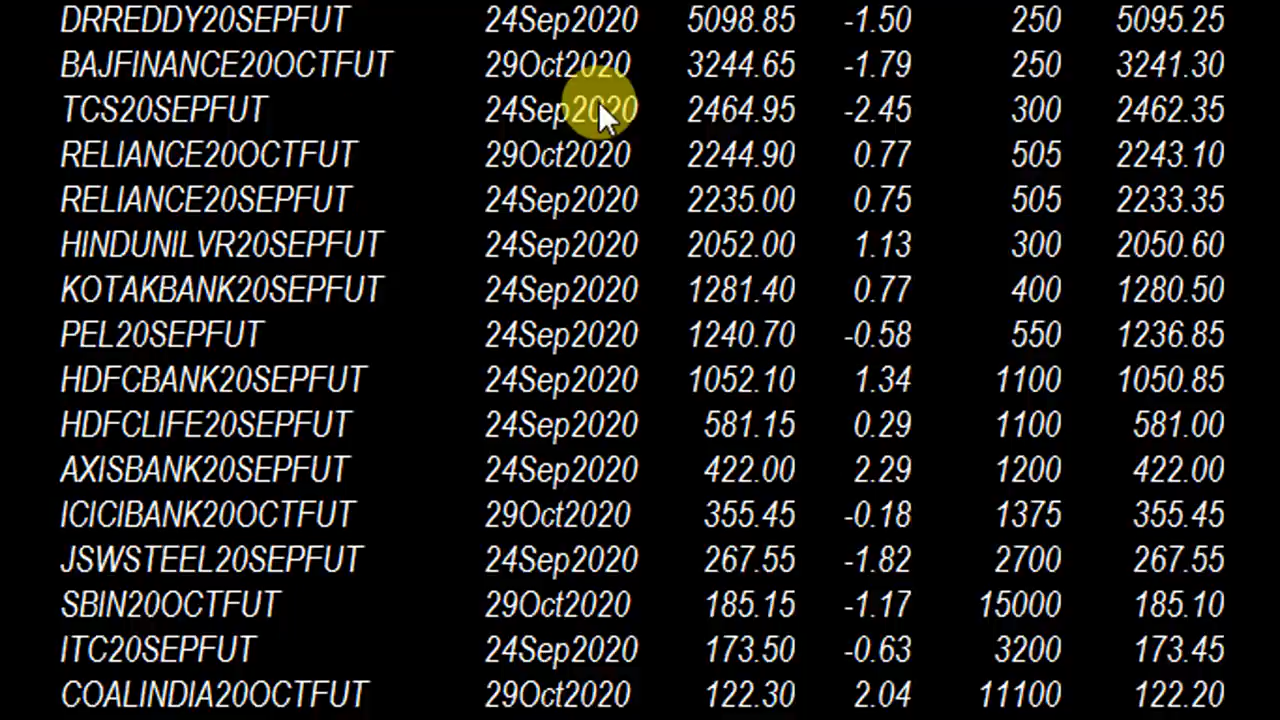 DRREDDY20SEPFUT 24Sep2020 5098.85 -1.50 250 5095.25
BAJFINANCE20OCTFUT 29Oct2020 3244.65 -1.79 250 3241.30
TCS20SEPFUT 24Sep2020 2464.95 -2.45 300 2462.35
RELIANCE20OCTFUT 29Oct2020 2244.90 0.77 505 2243.10
RELIANCE20SEPFUT 24Sep2020 2235.00 0.75 505 2233.35
HINDUNILVR20SEPFUT 24Sep2020 2052.00 1.13 300 2050.60
KOTAKBANK20SEPFUT 24Sep2020 1281.40 0.77 400 1280.50
PEL20SEPFUT 24Sep2020 1240.70 -0.58 550 1236.85
HDFCBANK20SEPFUT 24Sep2020 1052.10 1.34 1100 1050.85
HDFCLIFE20SEPFUT 24Sep2020 581.15 0.29 1100 581.00
AXISBANK20SEPFUT 24Sep2020 422.00 2.29 1200 422.00
ICICIBANK20OCTFUT 29Oct2020 355.45 -0.18 1375 355.45
JSWSTEEL20SEPFUT 24Sep2020 267.55 -1.82 2700 267.55
SBIN20OCTFUT 29Oct2020 185.15 -1.17 15000 185.10
ITC20SEPFUT 24Sep2020 173.50 -0.63 3200 173.45
COALINDIA20OCTFUT 29Oct2020 122.30 2.04 11100 122.20